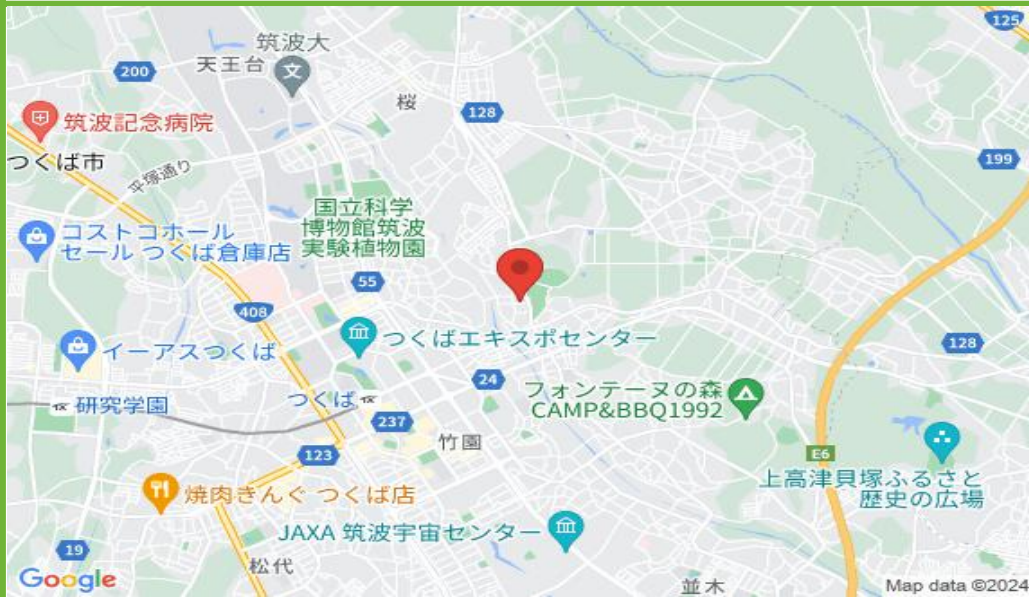 125
筑波大
天王台
200
桜
128
筑波記念病院
つくば市
平塚通り
199
国立科学
博物館筑波
実験植物園
コストコホール
セール つくば倉庫店
55
408
つくばエキスポセンター
イーアスつくば
128
24
つくば
研究学園
フォンテーヌの森
CAMP&BBQ1992
237
竹園
123
E6
上高津貝塚ふるさと
歴史の広場
焼肉きんぐ つくば店
JAXA 筑波宇宙センター
19
松代
並木
Google
Map data ©2024